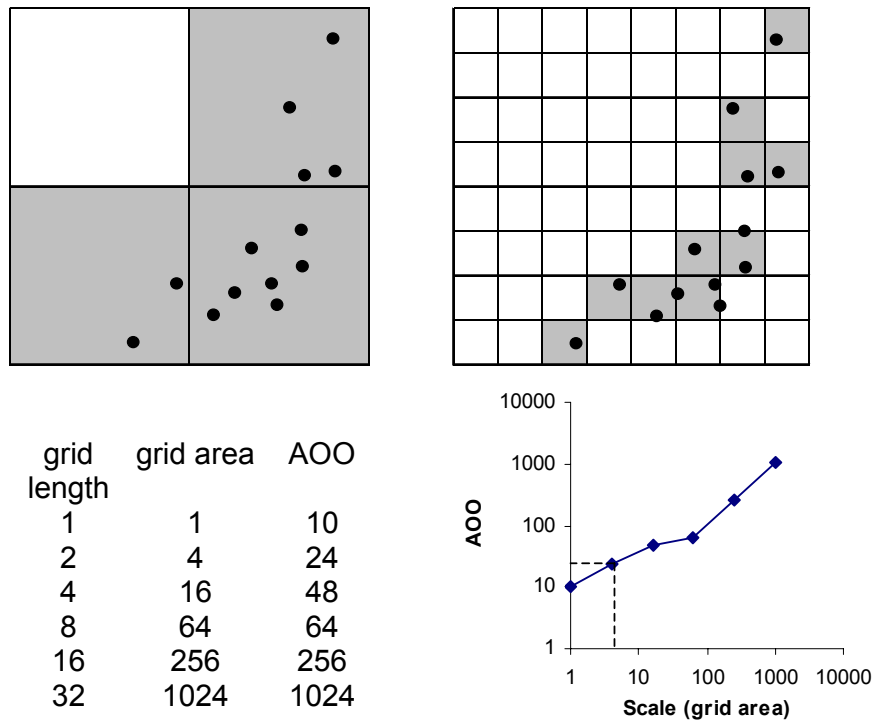 grid length grid area AOO
1 1 10
2 4 24
4 16 48
8 64 64
16 256 256
32 1024 1024
10000
1000
100
10
1
AOO
1 10 100 1000 10000
Scale (grid area)